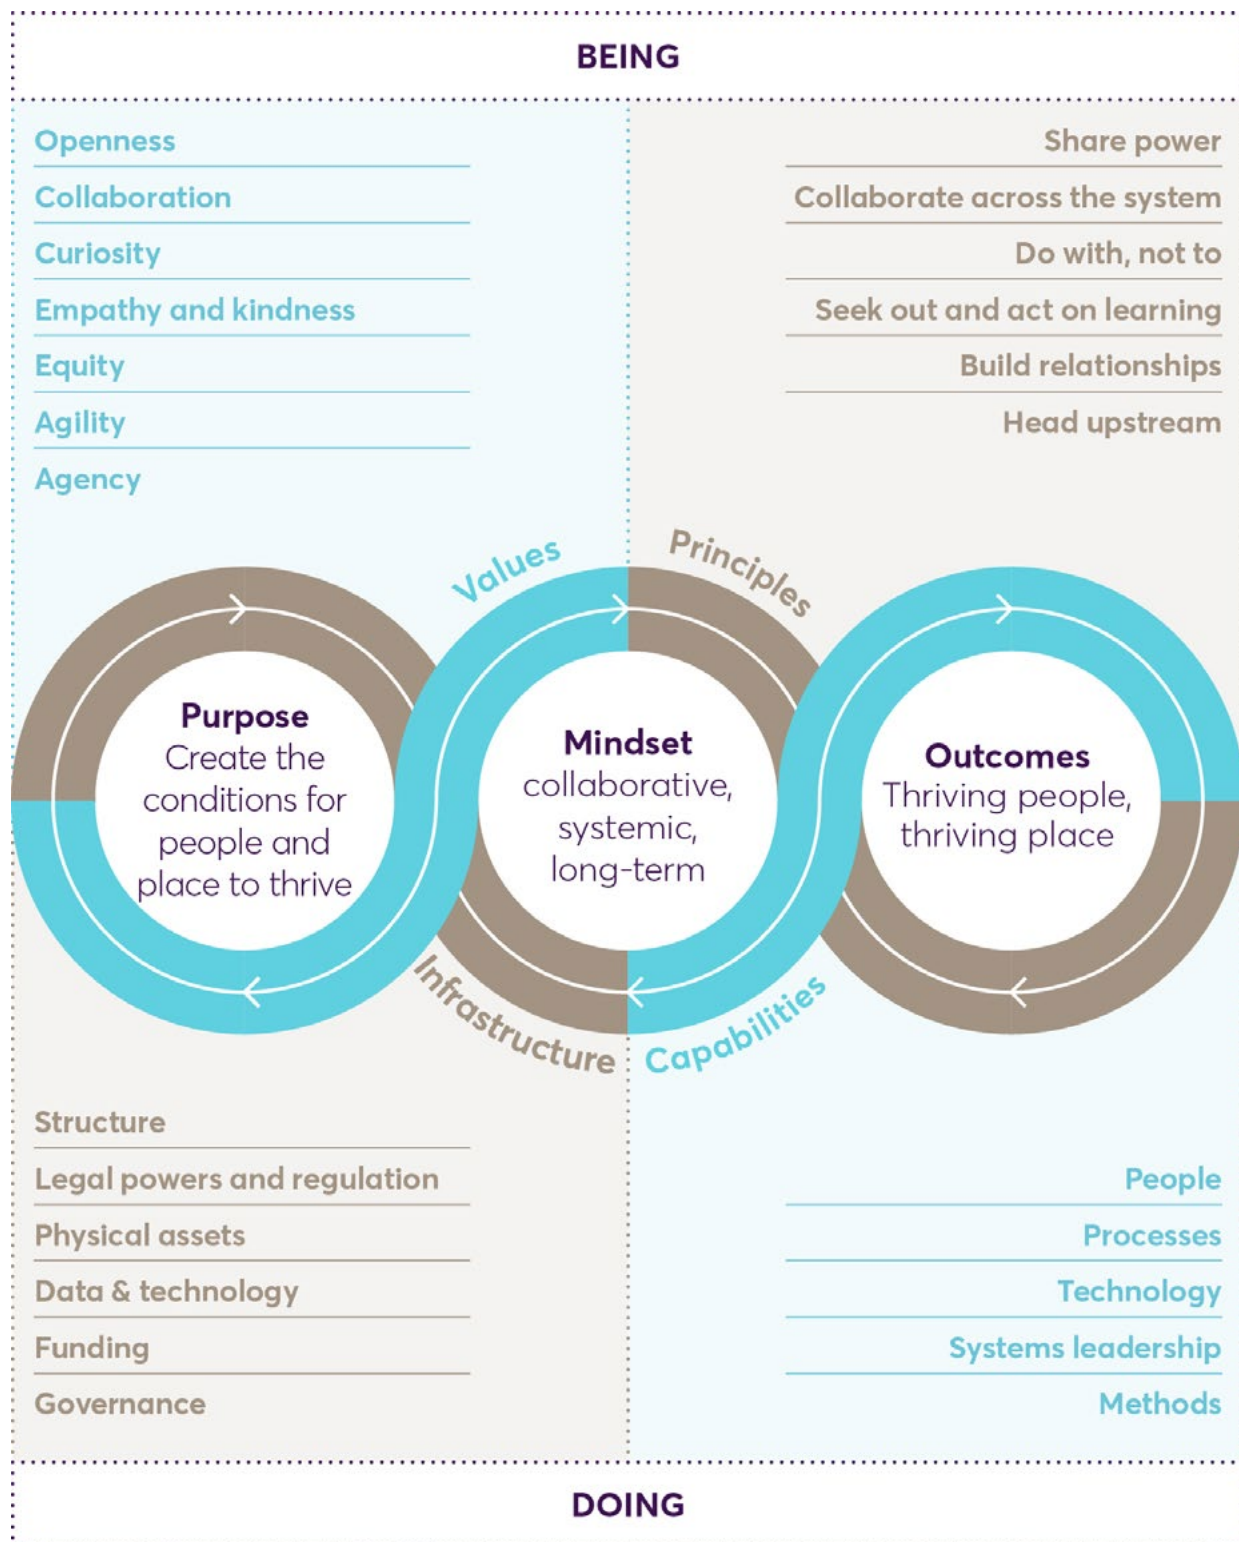 BEING
Openness
Collaboration
Curiosity
Empathy and kindness
Equity
Agility
Agency
Share power
Collaborate across the system
Do with, not to
Seek out and act on learning
Build relationships
Head upstream
Values
Principles
Purpose
Create the
conditions for
people and
place to thrive
Mindset
collaborative,
systemic,
long-term
Outcomes
Thriving people,
thriving place
Infrastructure
Capabilities
Structure
Legal powers and regulation
Physical assets
Data & technology
Funding
Governance
People
Processes
Technology
Systems leadership
Methods
DOING